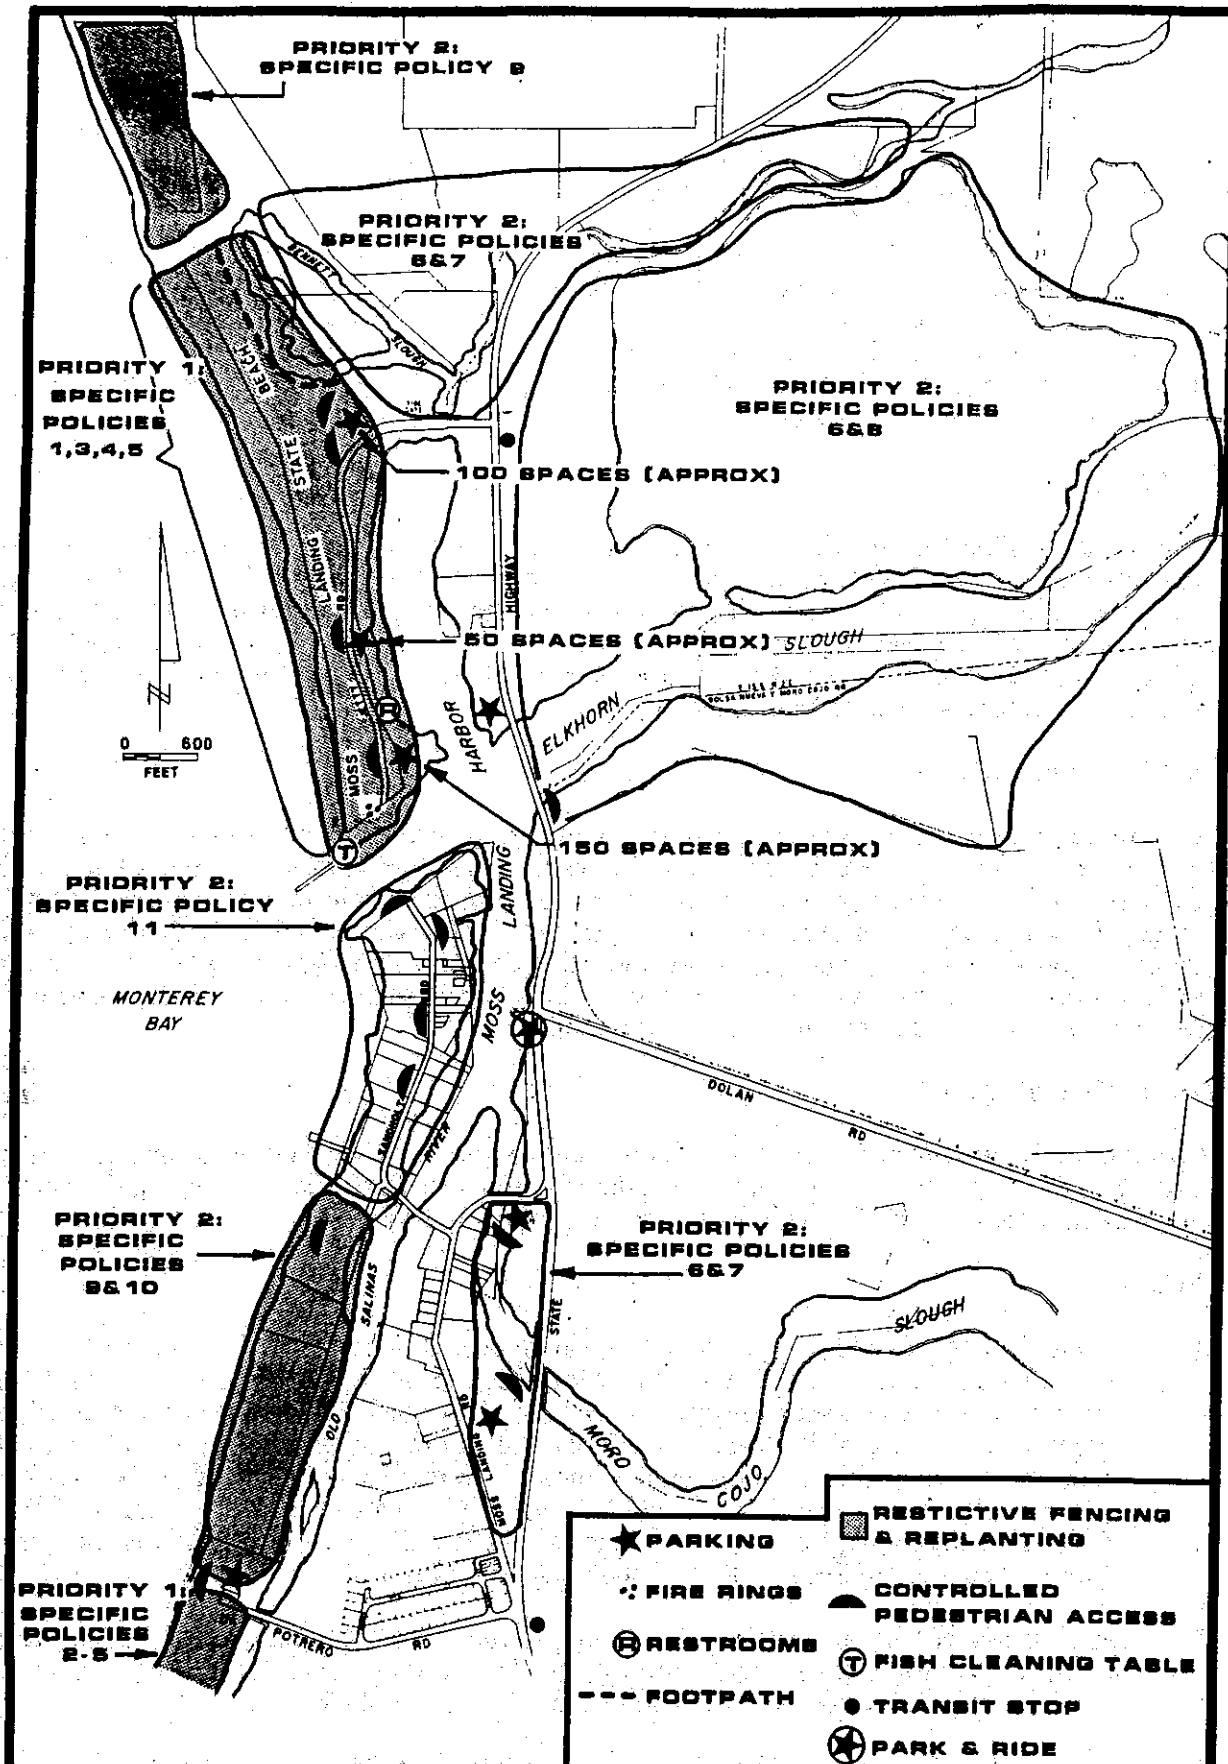 PRIORITY 2:
SPECIFIC POLICY 9
PRIORITY 2:
SPECIFIC POLICIES
6&7
BENNETT
SLOUGH
PRIORITY 1:
SPECIFIC
POLICIES
1,3,4,5
BEACH
STATE
LANDING
MOSS
RD
JETTY
PRIORITY 2:
SPECIFIC POLICIES
6&8
100 SPACES (APPROX)
HIGHWAY
50 SPACES (APPROX)
SLOUGH
ELKHORN
HARBOR
0 600
FEET
150 SPACES (APPROX)
LANDING
MOSS
PRIORITY 2:
SPECIFIC POLICY
11
MONTEREY
BAY
RD
SANDHOLT
RIVER
DOLAN
RD
PRIORITY 2:
SPECIFIC
POLICIES
9&10
SALINAS
OLD
PRIORITY 2:
SPECIFIC POLICIES
6&7
STATE
SLOUGH
MORO
COJO
RD
LANDING
MOSS
PRIORITY 1:
SPECIFIC
POLICIES
2-5
POTRERO
RD
PARKING
FIRE RINGS
R RESTROOMS
FOOTPATH
RESTICTIVE FENCING
& REPLANTING
CONTROLLED
PEDESTRIAN ACCESS
T FISH CLEANING TABLE
TRANSIT STOP
PARK & RIDE